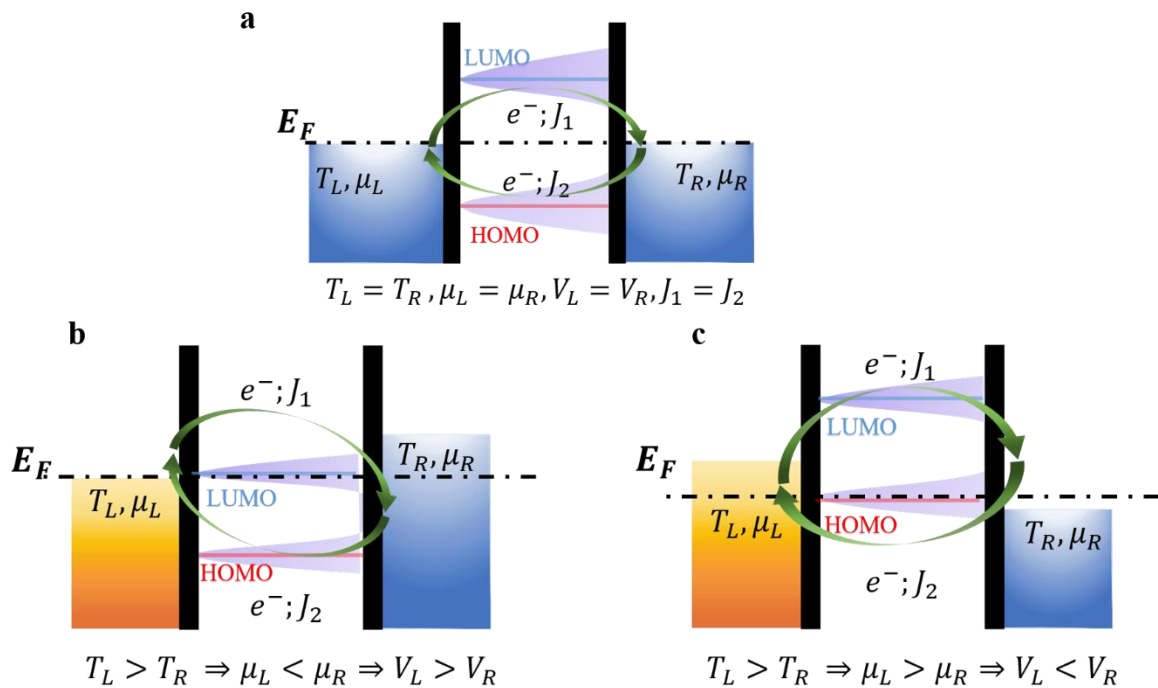 a
LUMO
e⁻; J₁
E_F
T_L, μ_L
T_R, μ_R
e⁻; J₂
HOMO
T_L = T_R , μ_L = μ_R, V_L = V_R, J₁ = J₂
b
e⁻; J₁
E_F
T_R, μ_R
T_L, μ_L
LUMO
HOMO
e⁻; J₂
T_L > T_R ⇒ μ_L < μ_R ⇒ V_L > V_R
c
e⁻; J₁
LUMO
E_F
T_L, μ_L
HOMO
T_R, μ_R
e⁻; J₂
T_L > T_R ⇒ μ_L > μ_R ⇒ V_L < V_R